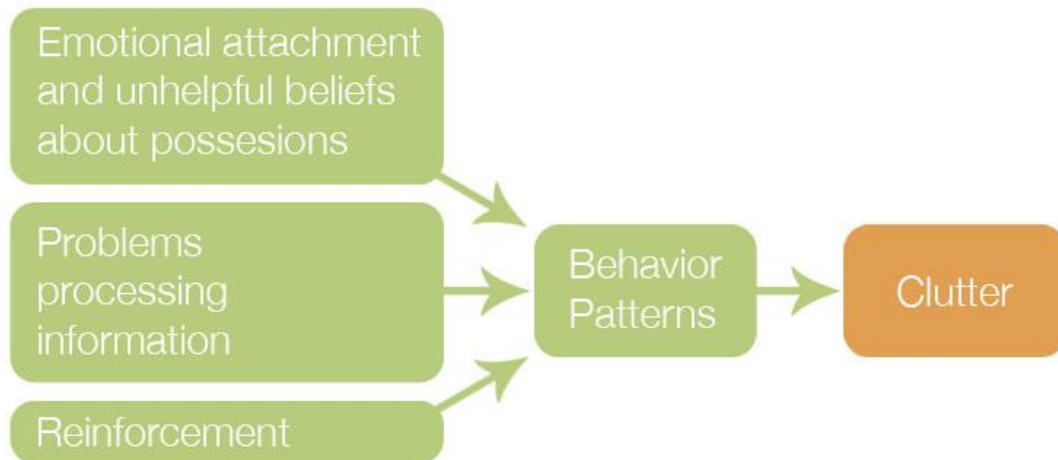 Emotional attachment
and unhelpful beliefs
about possesions
Problems
processing
information
Reinforcement
Behavior
Patterns
Clutter